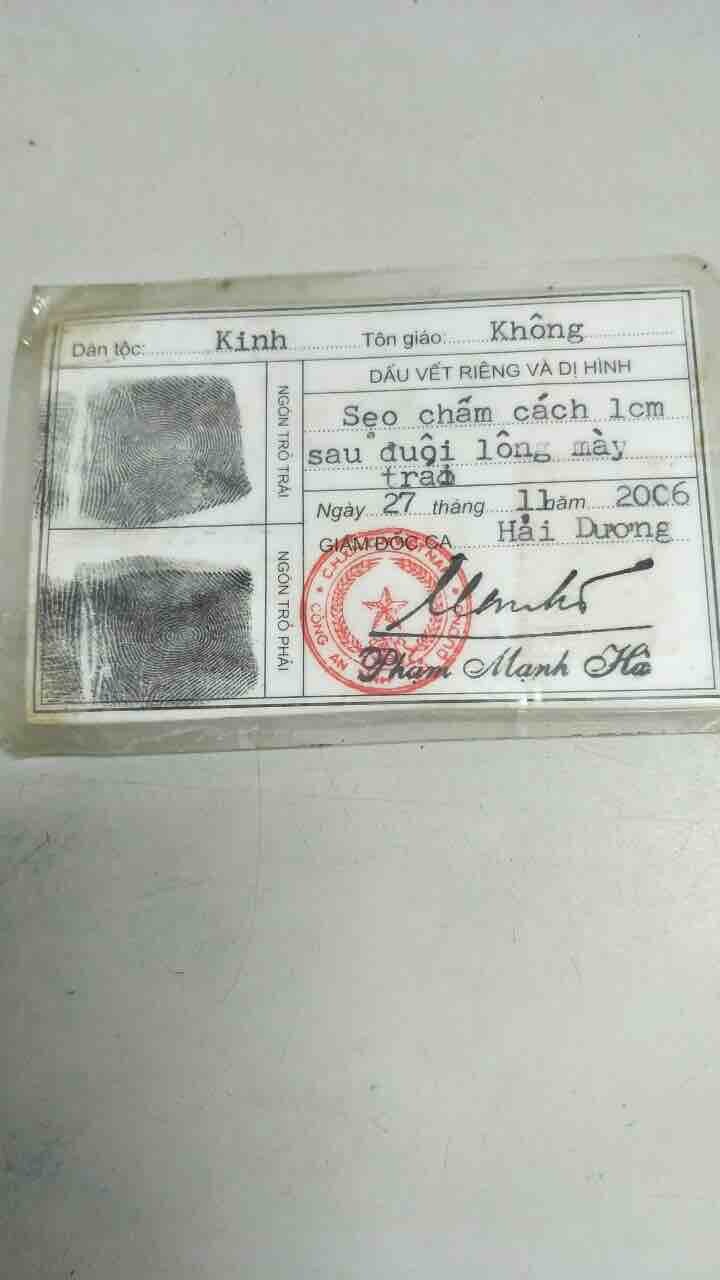 Dân tộc: Kinh Tôn giáo: Không
DẤU VẾT RIÊNG VÀ DỊ HÌNH
NGÓN TRỎ TRÁI
Sẹo chấm cách 1cm
sau đuôi lông mày
trái
Ngày 27 tháng 11 năm 2006
GIÁM ĐỐC CA Hải Dương
NGÓN TRỎ PHẢI
CÔNG AN
Phạm Mạnh Hà